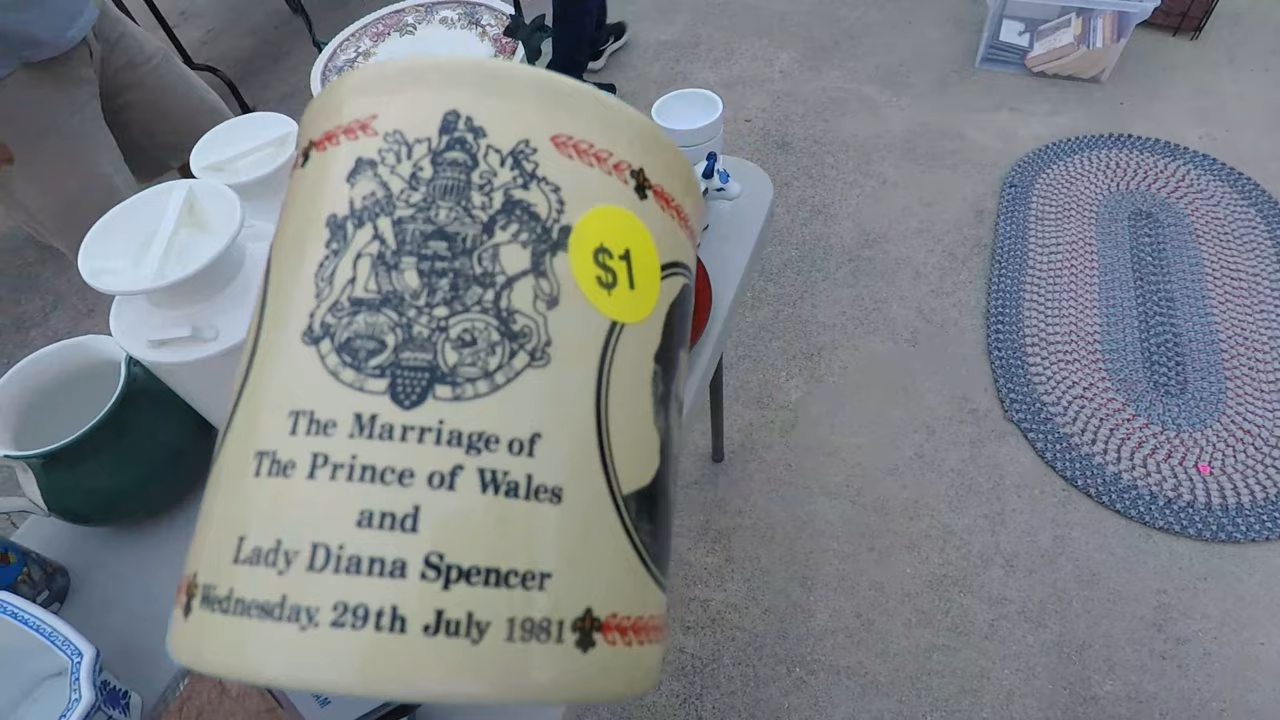 $1
The Marriage of
The Prince of Wales
and
Lady Diana Spencer
Wednesday, 29th July 1981